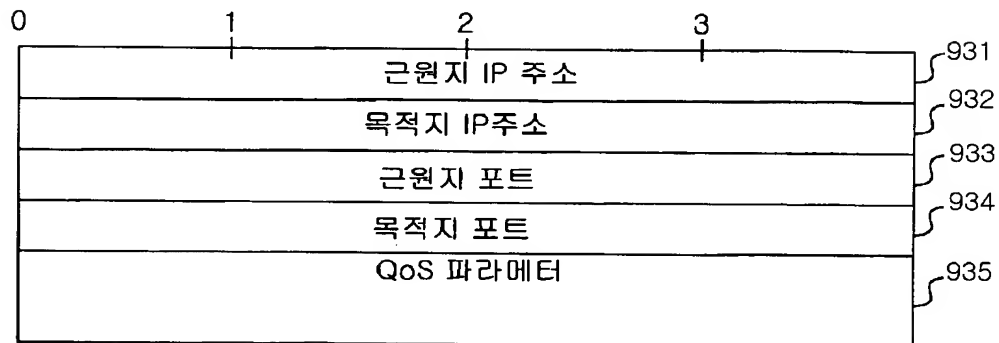 0 1 2 3
근원지 IP 주소 931
목적지 IP주소 932
근원지 포트 933
목적지 포트 934
QoS 파라메터 935